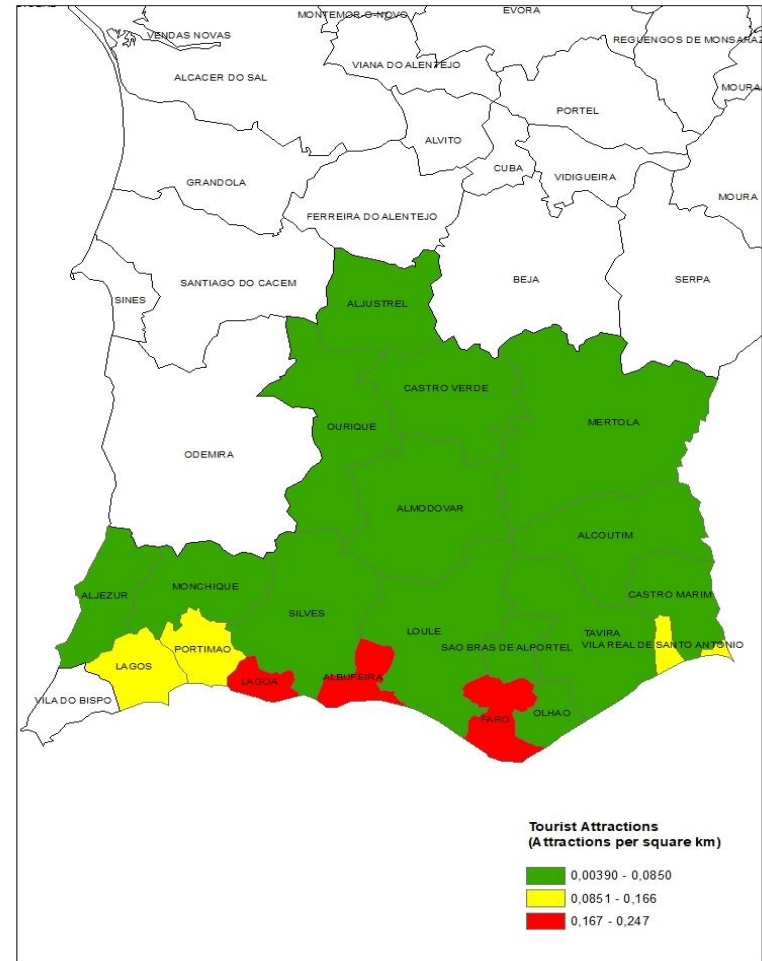 MONTEMOR-O-NOVO
EVORA
VENDAS NOVAS
REGUENGOS DE MONSARAZ
VIANA DO ALENTEJO
ALCACER DO SAL
MOURA
PORTEL
ALVITO
CUBA
VIDIGUEIRA
GRANDOLA
MOURA
FERREIRA DO ALENTEJO
SANTIAGO DO CACEM
BEJA
SERPA
SINES
ALJUSTREL
CASTRO VERDE
OURIQUE
MERTOLA
ODEMIRA
ALMODOVAR
ALCOUTIM
MONCHIQUE
ALJEZUR
CASTRO MARIM
SILVES
LOULE
TAVIRA
SAO BRAS DE ALPORTEL
VILA REAL DE SANTO ANTONIO
PORTIMAO
LAGOS
LAGOA
ALBUFEIRA
VILA DO BISPO
FARO
OLHAO
Tourist Attractions
(Attractions per square km)
0,00390 - 0,0850
0,0851 - 0,166
0,167 - 0,247